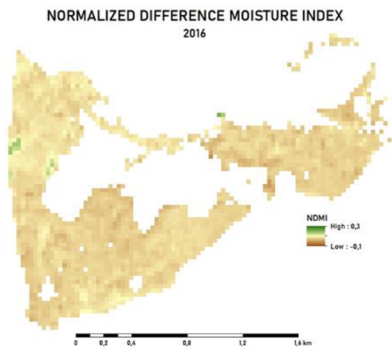 NORMALIZED DIFFERENCE MOISTURE INDEX
2016
NDMI
High : 0,3
Low : -0,1
0 0,2 0,4 0,8 1,2 1,6 km